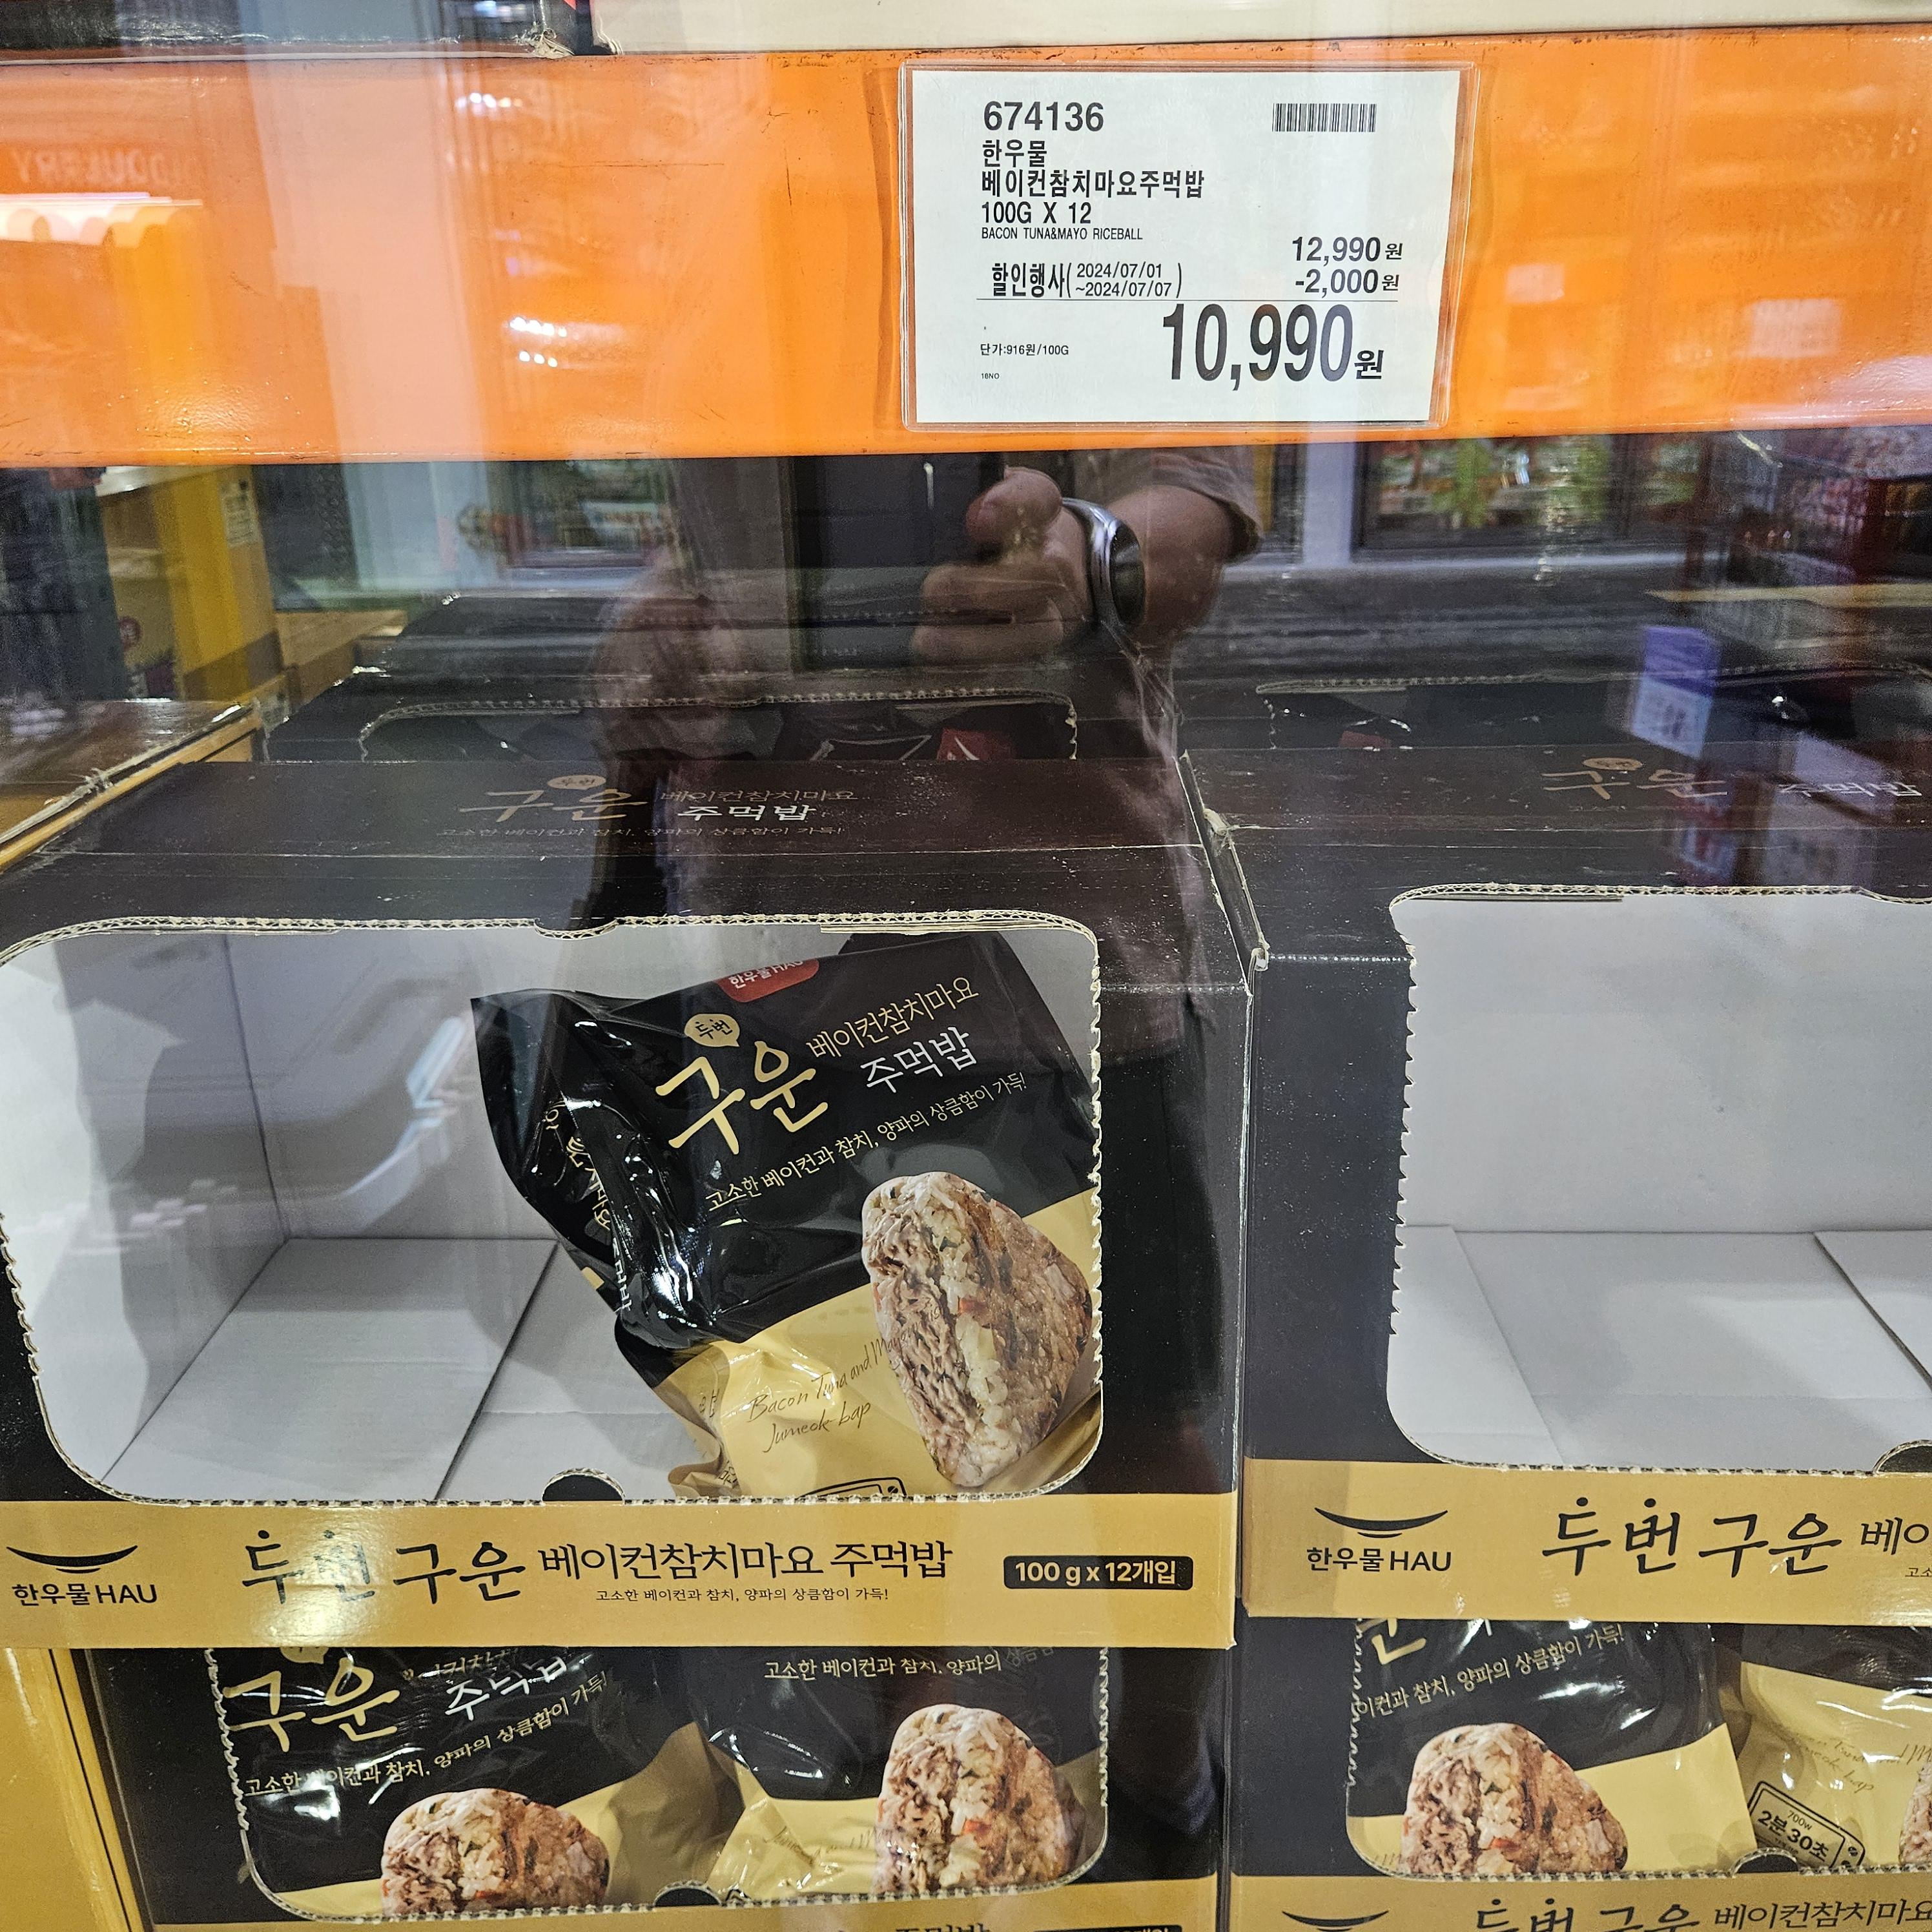 674136
한우물
베이컨참치마요주먹밥
100G X 12
BACON TUNA&MAYO RICEBALL
12,990원
할인행사(2024/07/01
~2024/07/07)
-2,000원
단가:916원/100G
10,990원
18NO
두번
구운 베이컨참치마요
주먹밥
고소한 베이컨과 참치, 양파의 상큼함이 가득!
구운 주먹밥
한우물 HAU
두번
구운 베이컨참치마요
주먹밥
고소한 베이컨과 참치, 양파의 상큼함이 가득!
Bacon Tuna and
Jumeok-bap
한우물 HAU
두번 구운 베이컨참치마요 주먹밥
고소한 베이컨과 참치, 양파의 상큼함이 가득!
100 g x 12개입
한우물 HAU
두번 구운
구운
고소한 베이컨과 참치, 양파의 상큼함이 가득!
고소한 베이컨과 참치, 양파의
참치, 양파의 상큼함이 가득!
700w
2분 30초
두번 구운 베이컨참치마요